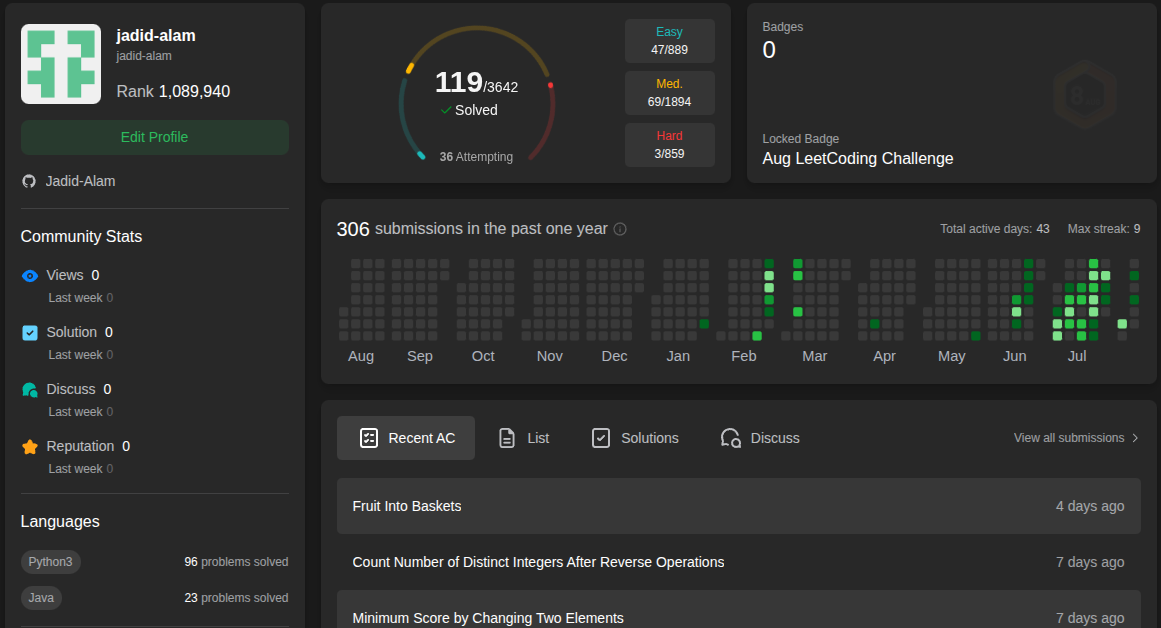 jadid-alam
jadid-alam
Rank 1,089,940
Edit Profile
Jadid-Alam
Community Stats
Views 0
Last week 0
Solution 0
Last week 0
Discuss 0
Last week 0
Reputation 0
Last week 0
Languages
Python3 96 problems solved
Java 23 problems solved
119/3642
Solved
36 Attempting
Easy
47/889
Med.
69/1894
Hard
3/859
Badges
0
Locked Badge
Aug LeetCoding Challenge
306 submissions in the past one year
Total active days: 43 Max streak: 9
Aug Sep Oct Nov Dec Jan Feb Mar Apr May Jun Jul
Recent AC List Solutions Discuss View all submissions
Fruit Into Baskets 4 days ago
Count Number of Distinct Integers After Reverse Operations 7 days ago
Minimum Score by Changing Two Elements 7 days ago